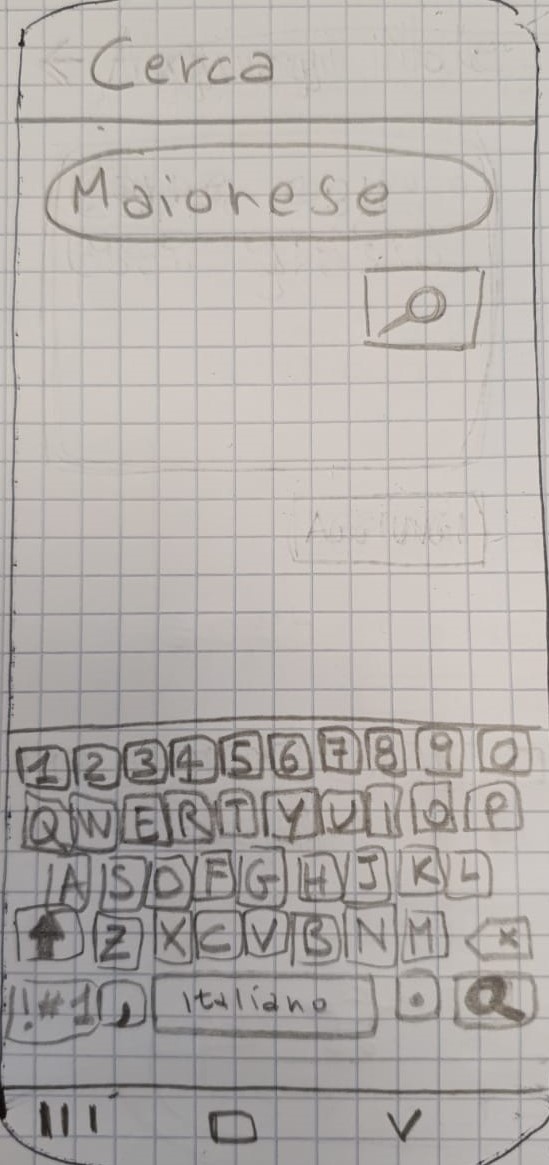 Cerca
Maionese
1 2 3 4 5 6 7 8 9 0
Q W E R T Y U I O P
A S D F G H J K L
Z X C V B N M X
!#1 , Italiano .